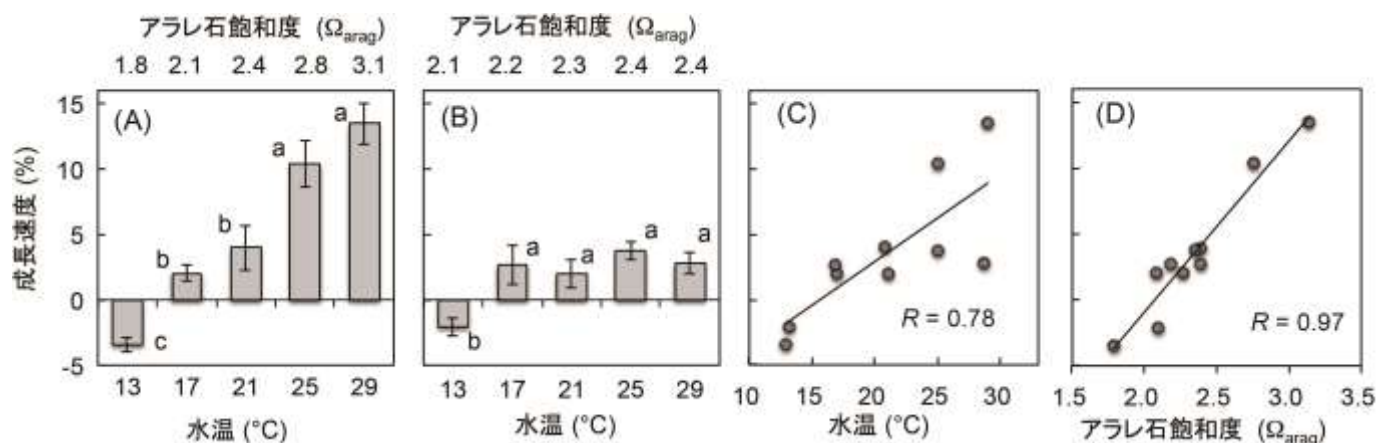 アラレ石飽和度 (Ωarag)
1.8 2.1 2.4 2.8 3.1
アラレ石飽和度 (Ωarag)
2.1 2.2 2.3 2.4 2.4
成長速度 (%)
15
10
5
0
-5
(A)
c
b
b
a
a
13 17 21 25 29
水温 (°C)
(B)
b
a
a
a
a
13 17 21 25 29
水温 (°C)
(C)
R = 0.78
10 15 20 25 30
水温 (°C)
(D)
R = 0.97
1.5 2.0 2.5 3.0 3.5
アラレ石飽和度 (Ωarag)